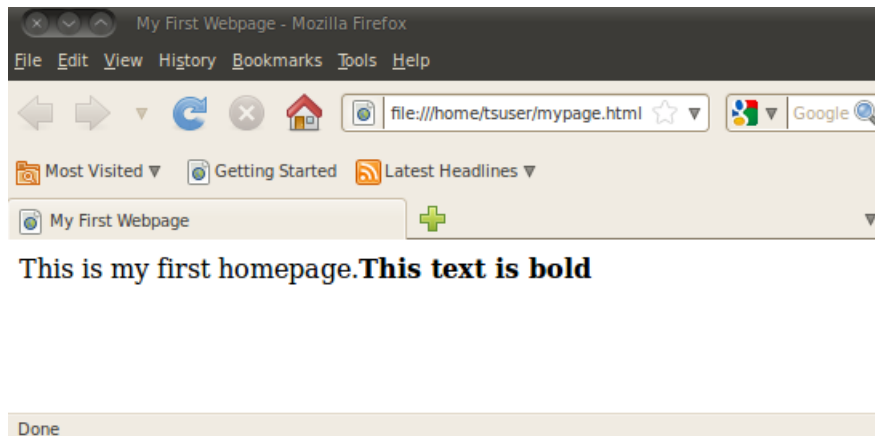 My First Webpage - Mozilla Firefox
File Edit View History Bookmarks Tools Help
file:///home/tsuser/mypage.html Google
Most Visited Getting Started Latest Headlines
My First Webpage
This is my first homepage.This text is bold
Done